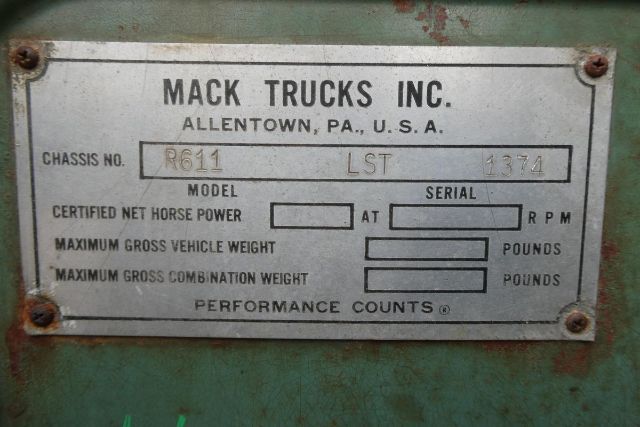 MACK TRUCKS INC.
ALLENTOWN, PA., U.S.A.
CHASSIS NO. R611 LST 1374
MODEL SERIAL
CERTIFIED NET HORSE POWER AT RPM
MAXIMUM GROSS VEHICLE WEIGHT POUNDS
MAXIMUM GROSS COMBINATION WEIGHT POUNDS
PERFORMANCE COUNTS®